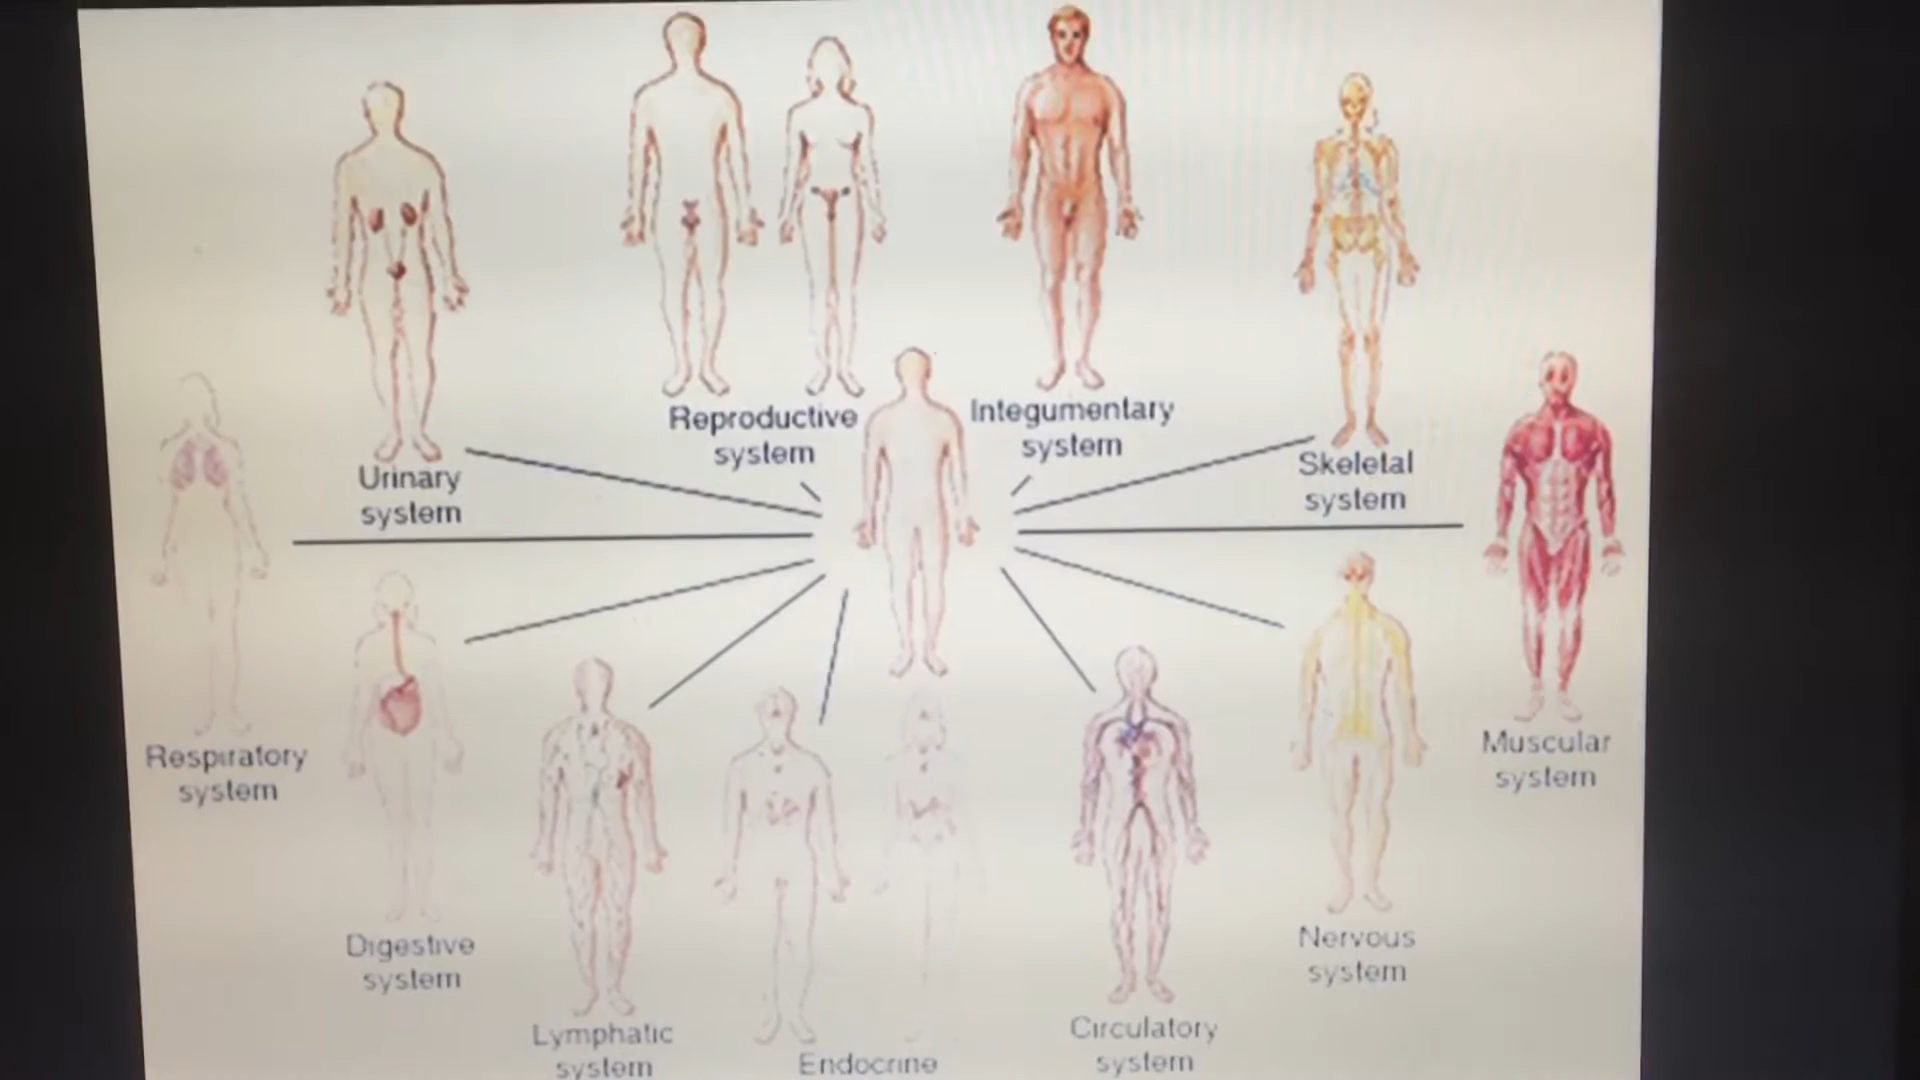 Reproductive
system
Integumentary
system
Urinary
system
Skeletal
system
Respiratory
system
Muscular
system
Digestive
system
Nervous
system
Lymphatic
system
Endocrine
Circulatory
system